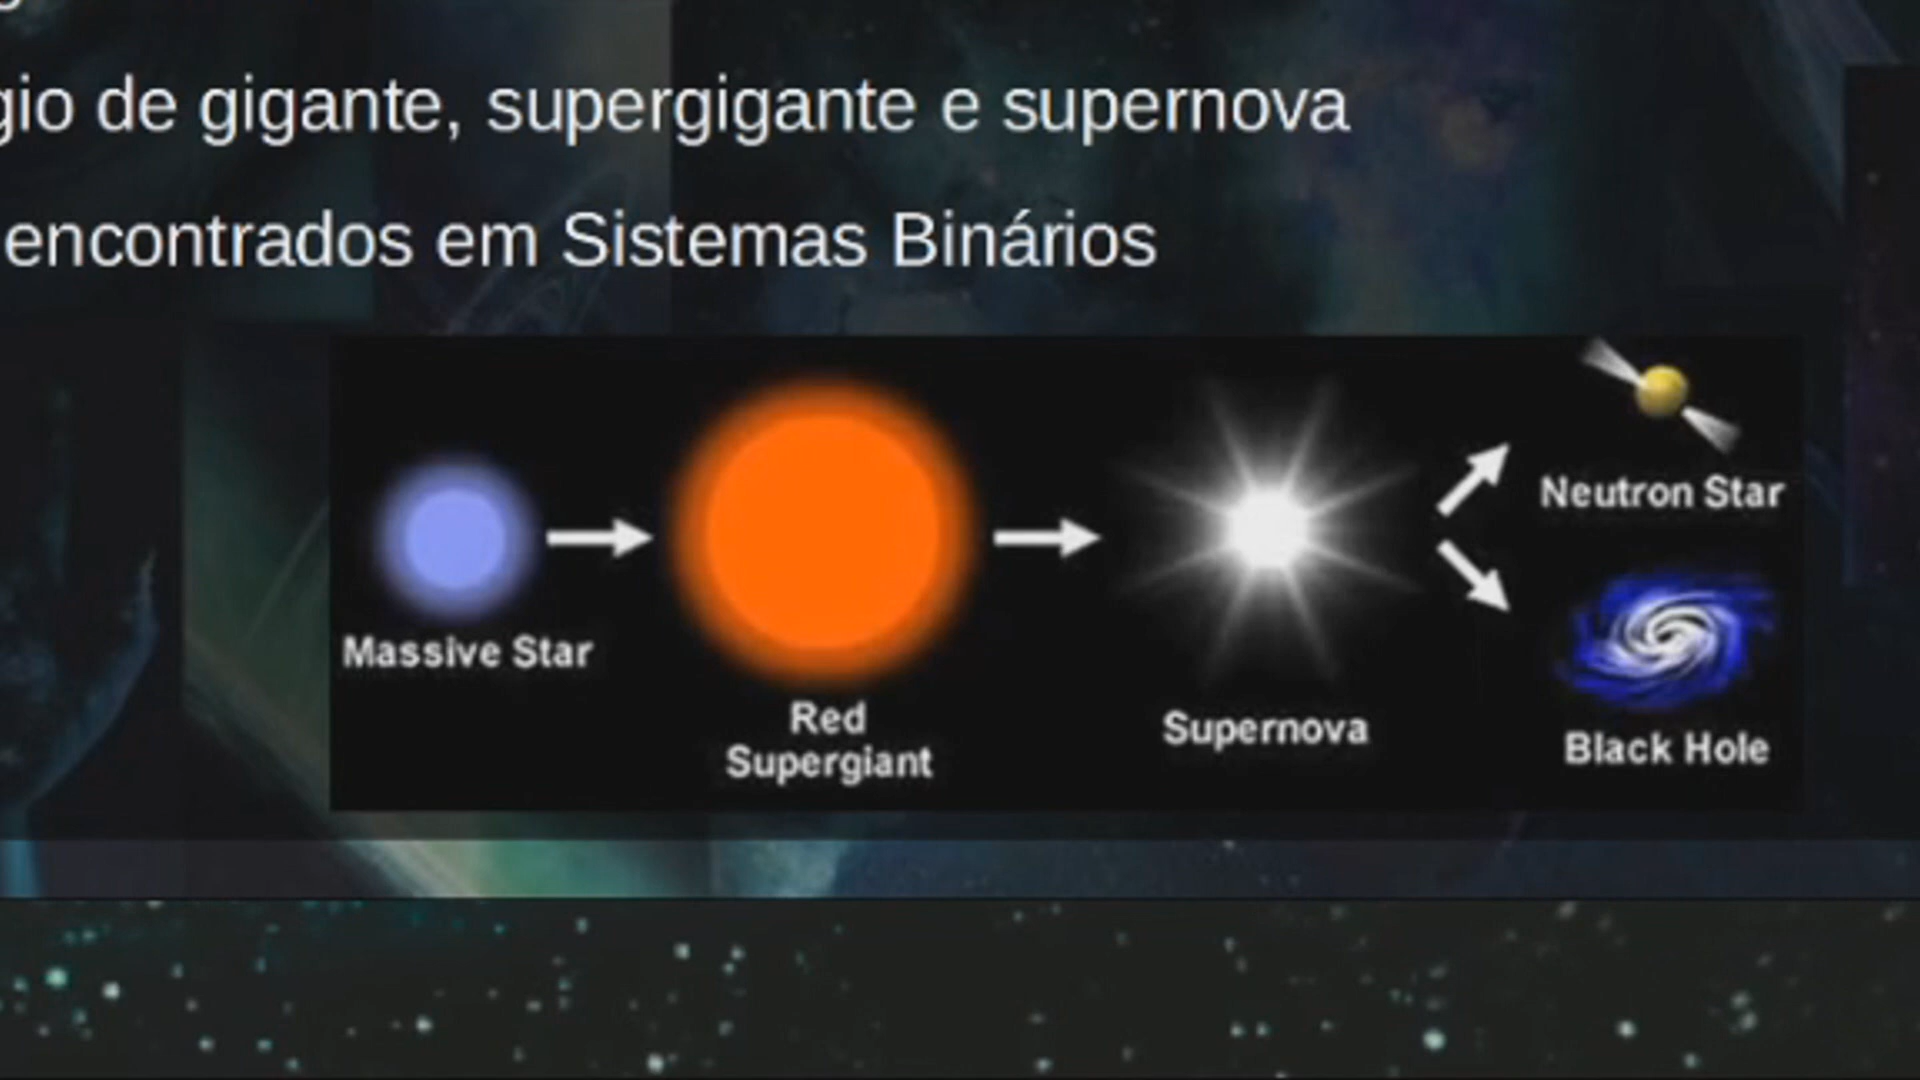 gio de gigante, supergigante e supernova
encontrados em Sistemas Binários
Neutron Star
Massive Star
Red
Supergiant
Supernova
Black Hole